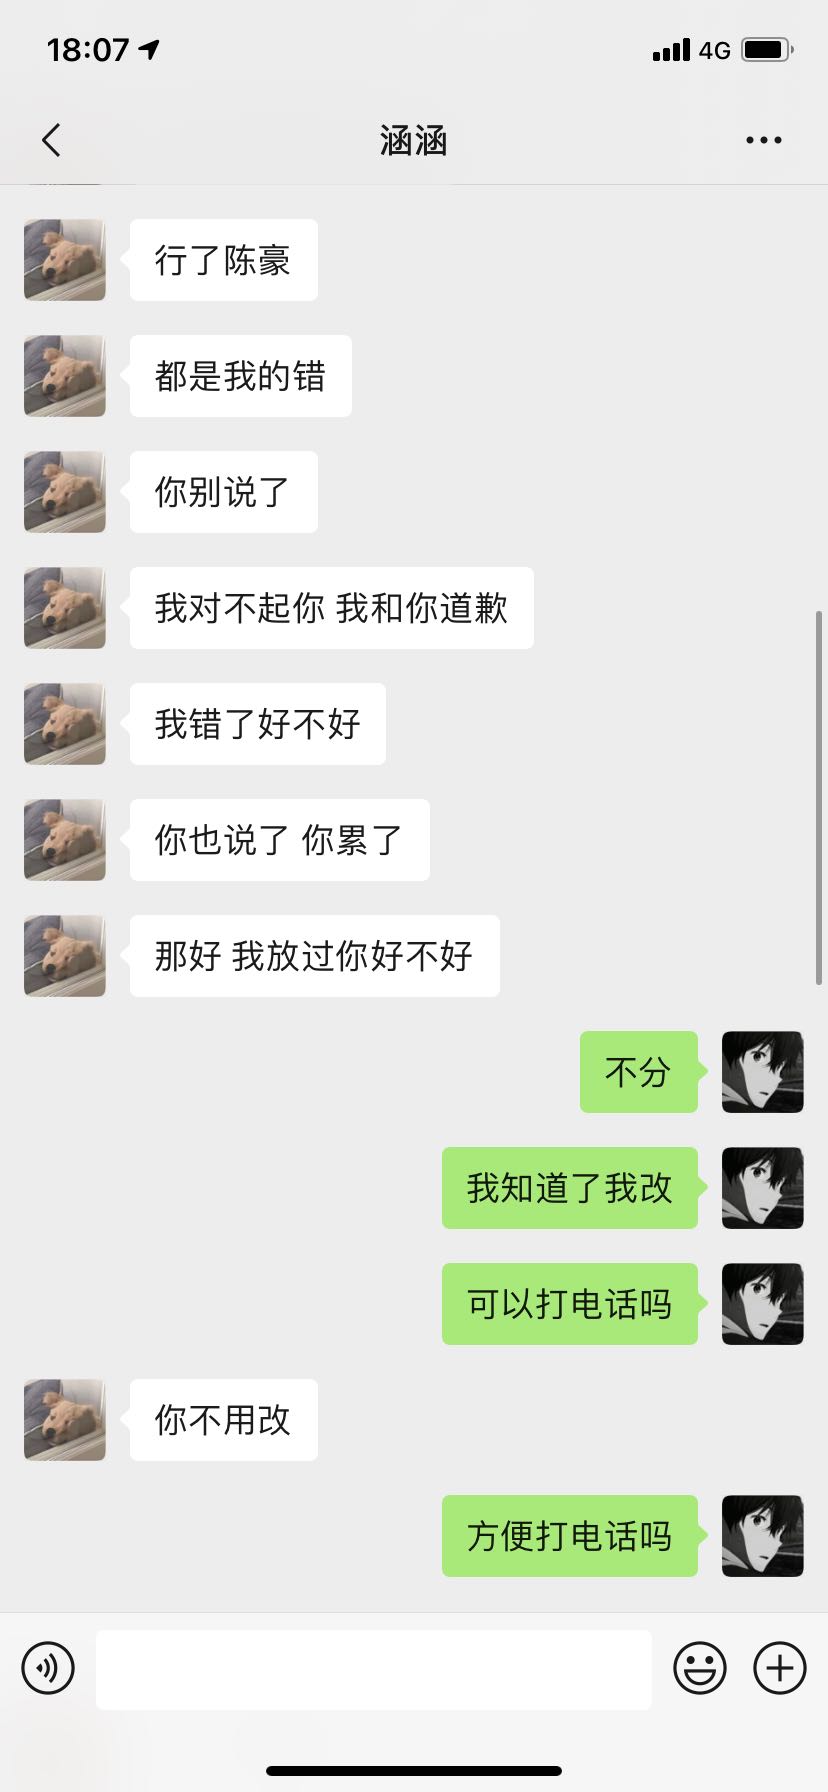 18:07
4G
涵涵
行了陈豪
都是我的错
你别说了
我对不起你 我和你道歉
我错了好不好
你也说了 你累了
那好 我放过你好不好
不分
我知道了我改
可以打电话吗
你不用改
方便打电话吗